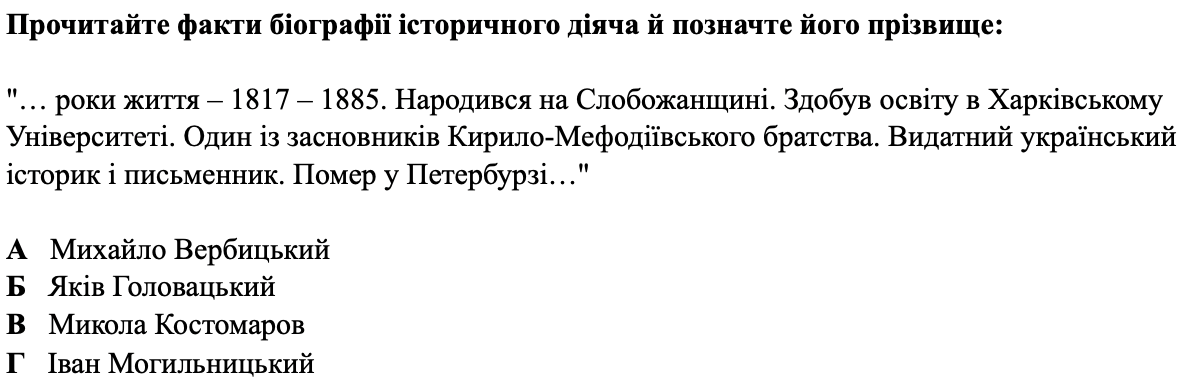 Прочитайте факти біографії історичного діяча й позначте його прізвище:
"… роки життя – 1817 – 1885. Народився на Слобожанщині. Здобув освіту в Харківському
Університеті. Один із засновників Кирило-Мефодіївського братства. Видатний український
історик і письменник. Помер у Петербурзі…"
А Михайло Вербицький
Б Яків Головацький
В Микола Костомаров
Г Іван Могильницький